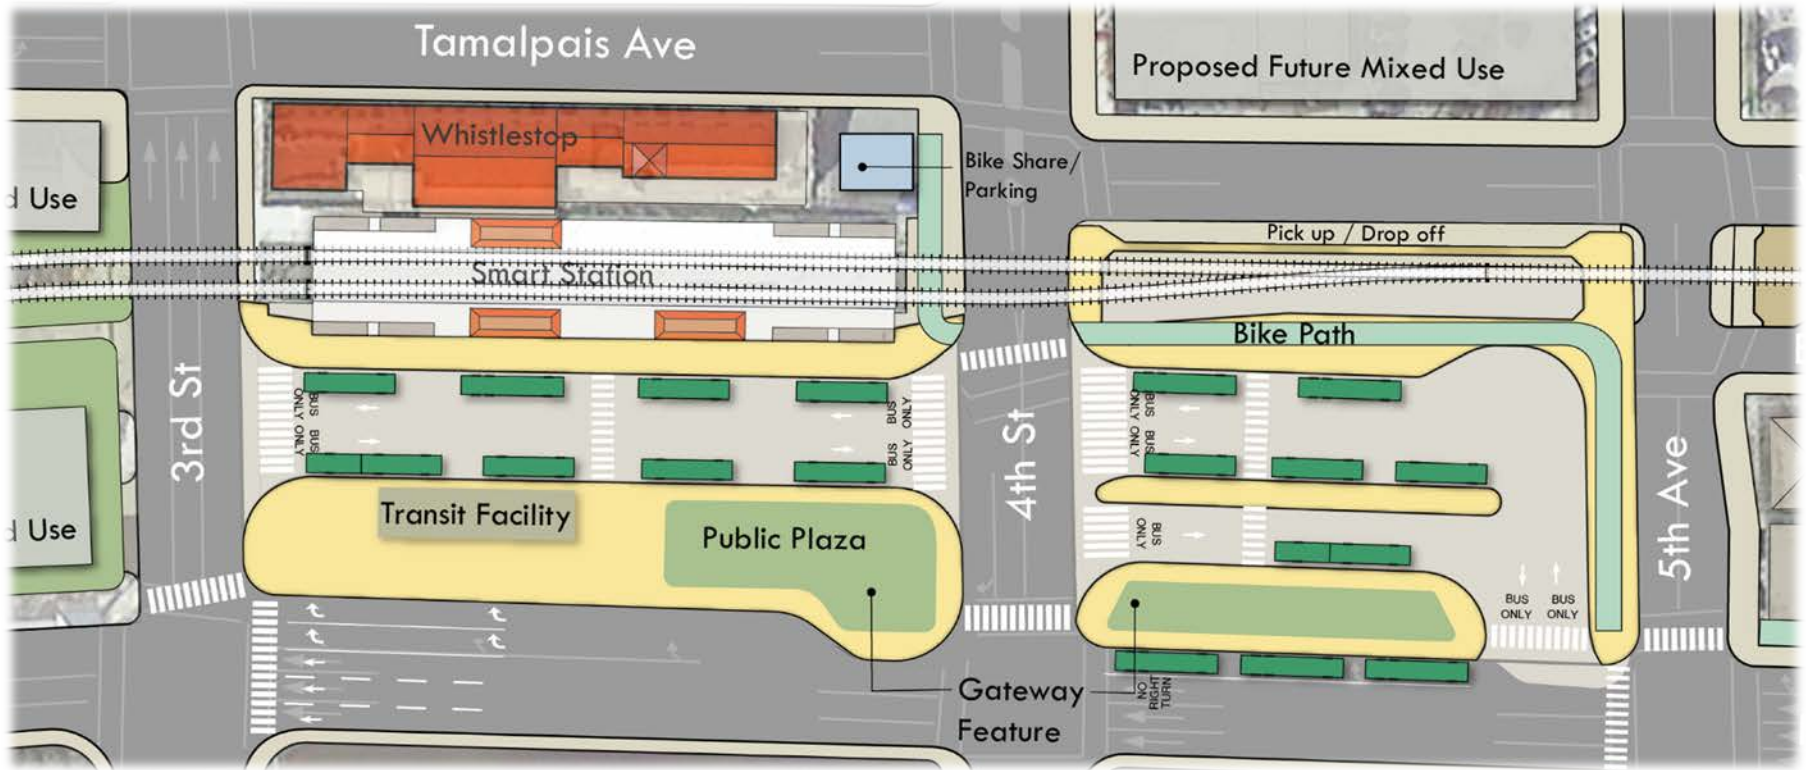 Tamalpais Ave
Proposed Future Mixed Use
Whistlestop
Bike Share/
Parking
d Use
Pick up / Drop off
Smart Station
Bike Path
3rd St
4th St
5th Ave
BUS
ONLY
BUS
ONLY
BUS
ONLY
BUS
ONLY
BUS
ONLY
BUS
ONLY
Transit Facility
Public Plaza
d Use
BUS
ONLY
BUS
ONLY
BUS
ONLY
Gateway
Feature
NO
RIGHT
TURN